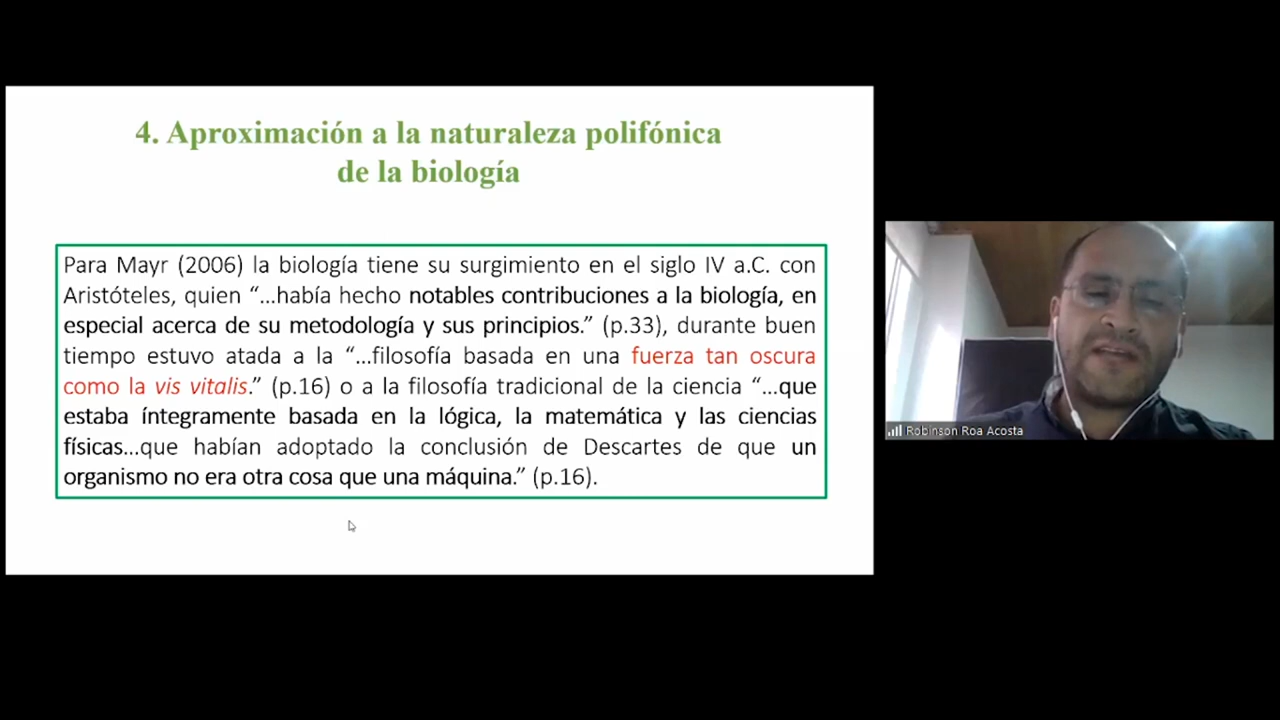 4. Aproximación a la naturaleza polifónica
de la biología
Para Mayr (2006) la biología tiene su surgimiento en el siglo IV a.C. con
Aristóteles, quien “…había hecho notables contribuciones a la biología, en
especial acerca de su metodología y sus principios.” (p.33), durante buen
tiempo estuvo atada a la “…filosofía basada en una fuerza tan oscura
como la vis vitalis.” (p.16) o a la filosofía tradicional de la ciencia “…que
estaba íntegramente basada en la lógica, la matemática y las ciencias
físicas…que habían adoptado la conclusión de Descartes de que un
organismo no era otra cosa que una máquina.” (p.16).
Robinson Roa Acosta